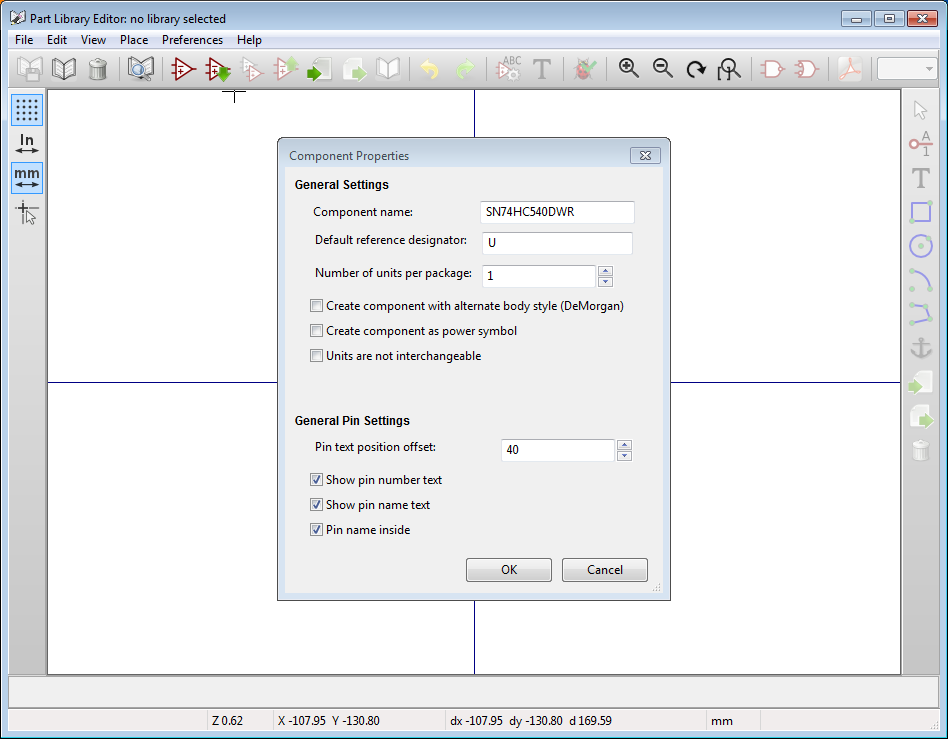 Part Library Editor: no library selected
File Edit View Place Preferences Help
ABC
T
In
mm
A
1
T
Component Properties
General Settings
Component name: SN74HC540DWR
Default reference designator: U
Number of units per package: 1
Create component with alternate body style (DeMorgan)
Create component as power symbol
Units are not interchangeable
General Pin Settings
Pin text position offset: 40
Show pin number text
Show pin name text
Pin name inside
OK Cancel
Z 0.62 X -107.95 Y -130.80 dx -107.95 dy -130.80 d 169.59 mm